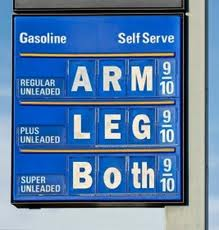 Gasoline Self Serve
REGULAR UNLEADED ARM 9/10
PLUS UNLEADED LEG 9/10
SUPER UNLEADED Both 9/10